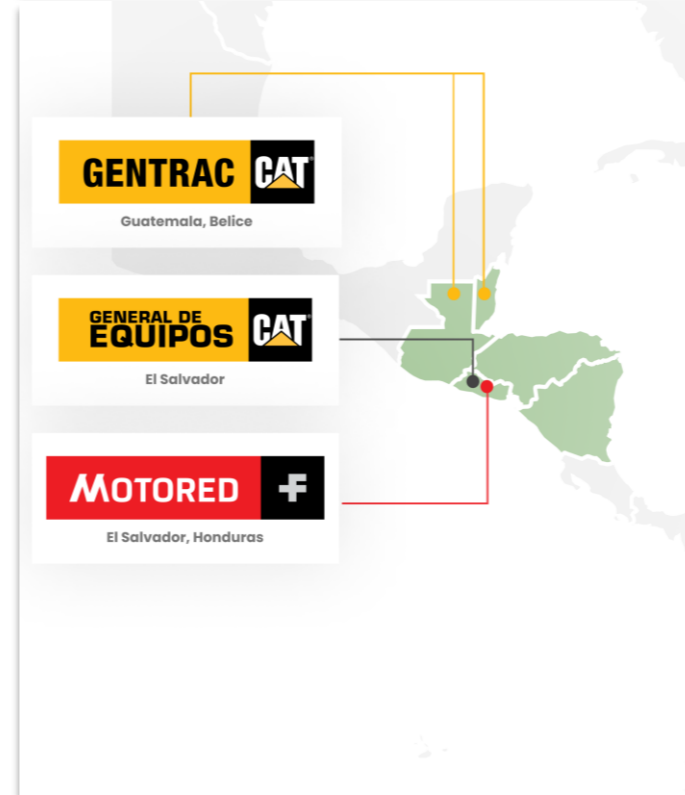 GENTRAC CAT
Guatemala, Belice
GENERAL DE
EQUIPOS CAT
El Salvador
MOTORED
El Salvador, Honduras